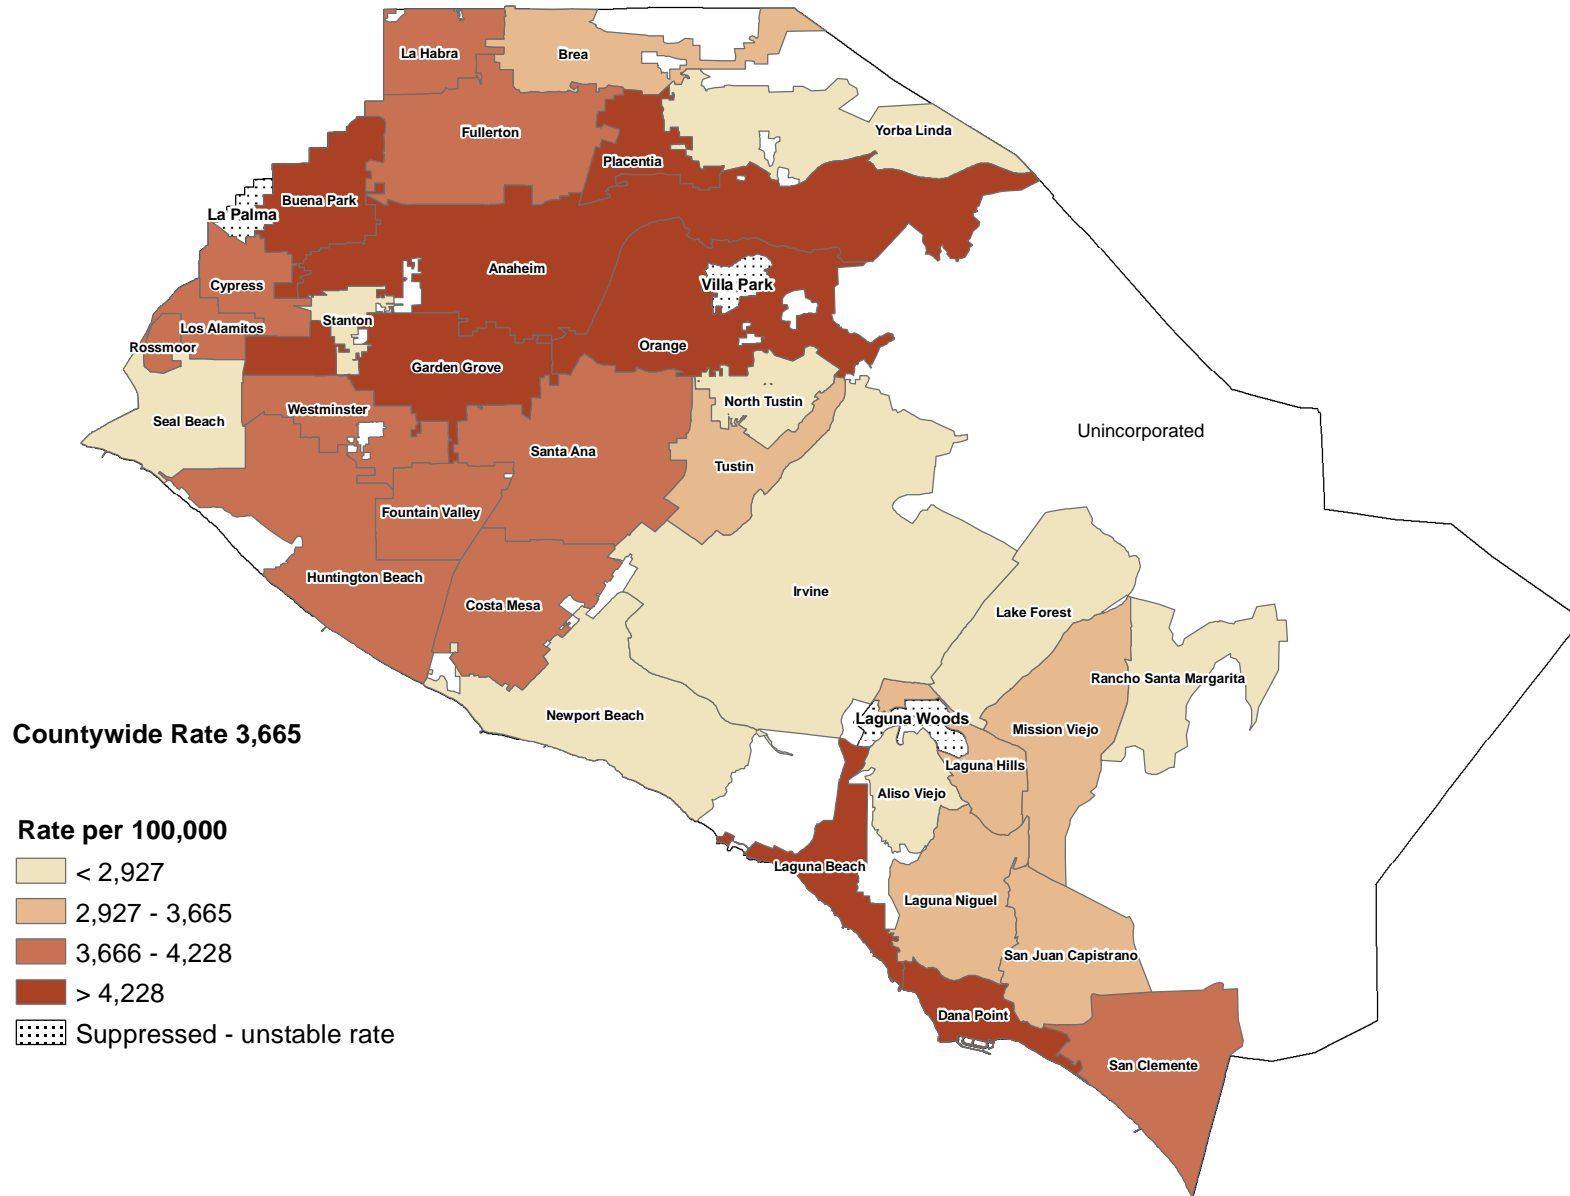 La Habra
Brea
Fullerton
Yorba Linda
Placentia
Buena Park
La Palma
Anaheim
Villa Park
Cypress
Stanton
Los Alamitos
Rossmoor
Orange
Garden Grove
North Tustin
Westminster
Seal Beach
Unincorporated
Santa Ana
Tustin
Fountain Valley
Huntington Beach
Irvine
Costa Mesa
Lake Forest
Rancho Santa Margarita
Newport Beach
Laguna Woods
Mission Viejo
Countywide Rate 3,665
Laguna Hills
Aliso Viejo
Rate per 100,000
< 2,927
Laguna Beach
Laguna Niguel
2,927 - 3,665
3,666 - 4,228
San Juan Capistrano
> 4,228
Dana Point
Suppressed - unstable rate
San Clemente